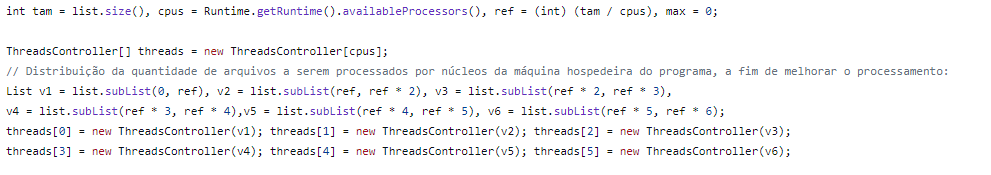 int tam = list.size(), cpus = Runtime.getRuntime().availableProcessors(), ref = (int) (tam / cpus), max = 0;
ThreadsController[] threads = new ThreadsController[cpus];
// Distribuição da quantidade de arquivos a serem processados por núcleos da máquina hospedeira do programa, a fim de melhorar o processamento:
List v1 = list.subList(0, ref), v2 = list.subList(ref, ref * 2), v3 = list.subList(ref * 2, ref * 3),
v4 = list.subList(ref * 3, ref * 4),v5 = list.subList(ref * 4, ref * 5), v6 = list.subList(ref * 5, ref * 6);
threads[0] = new ThreadsController(v1); threads[1] = new ThreadsController(v2); threads[2] = new ThreadsController(v3);
threads[3] = new ThreadsController(v4); threads[4] = new ThreadsController(v5); threads[5] = new ThreadsController(v6);